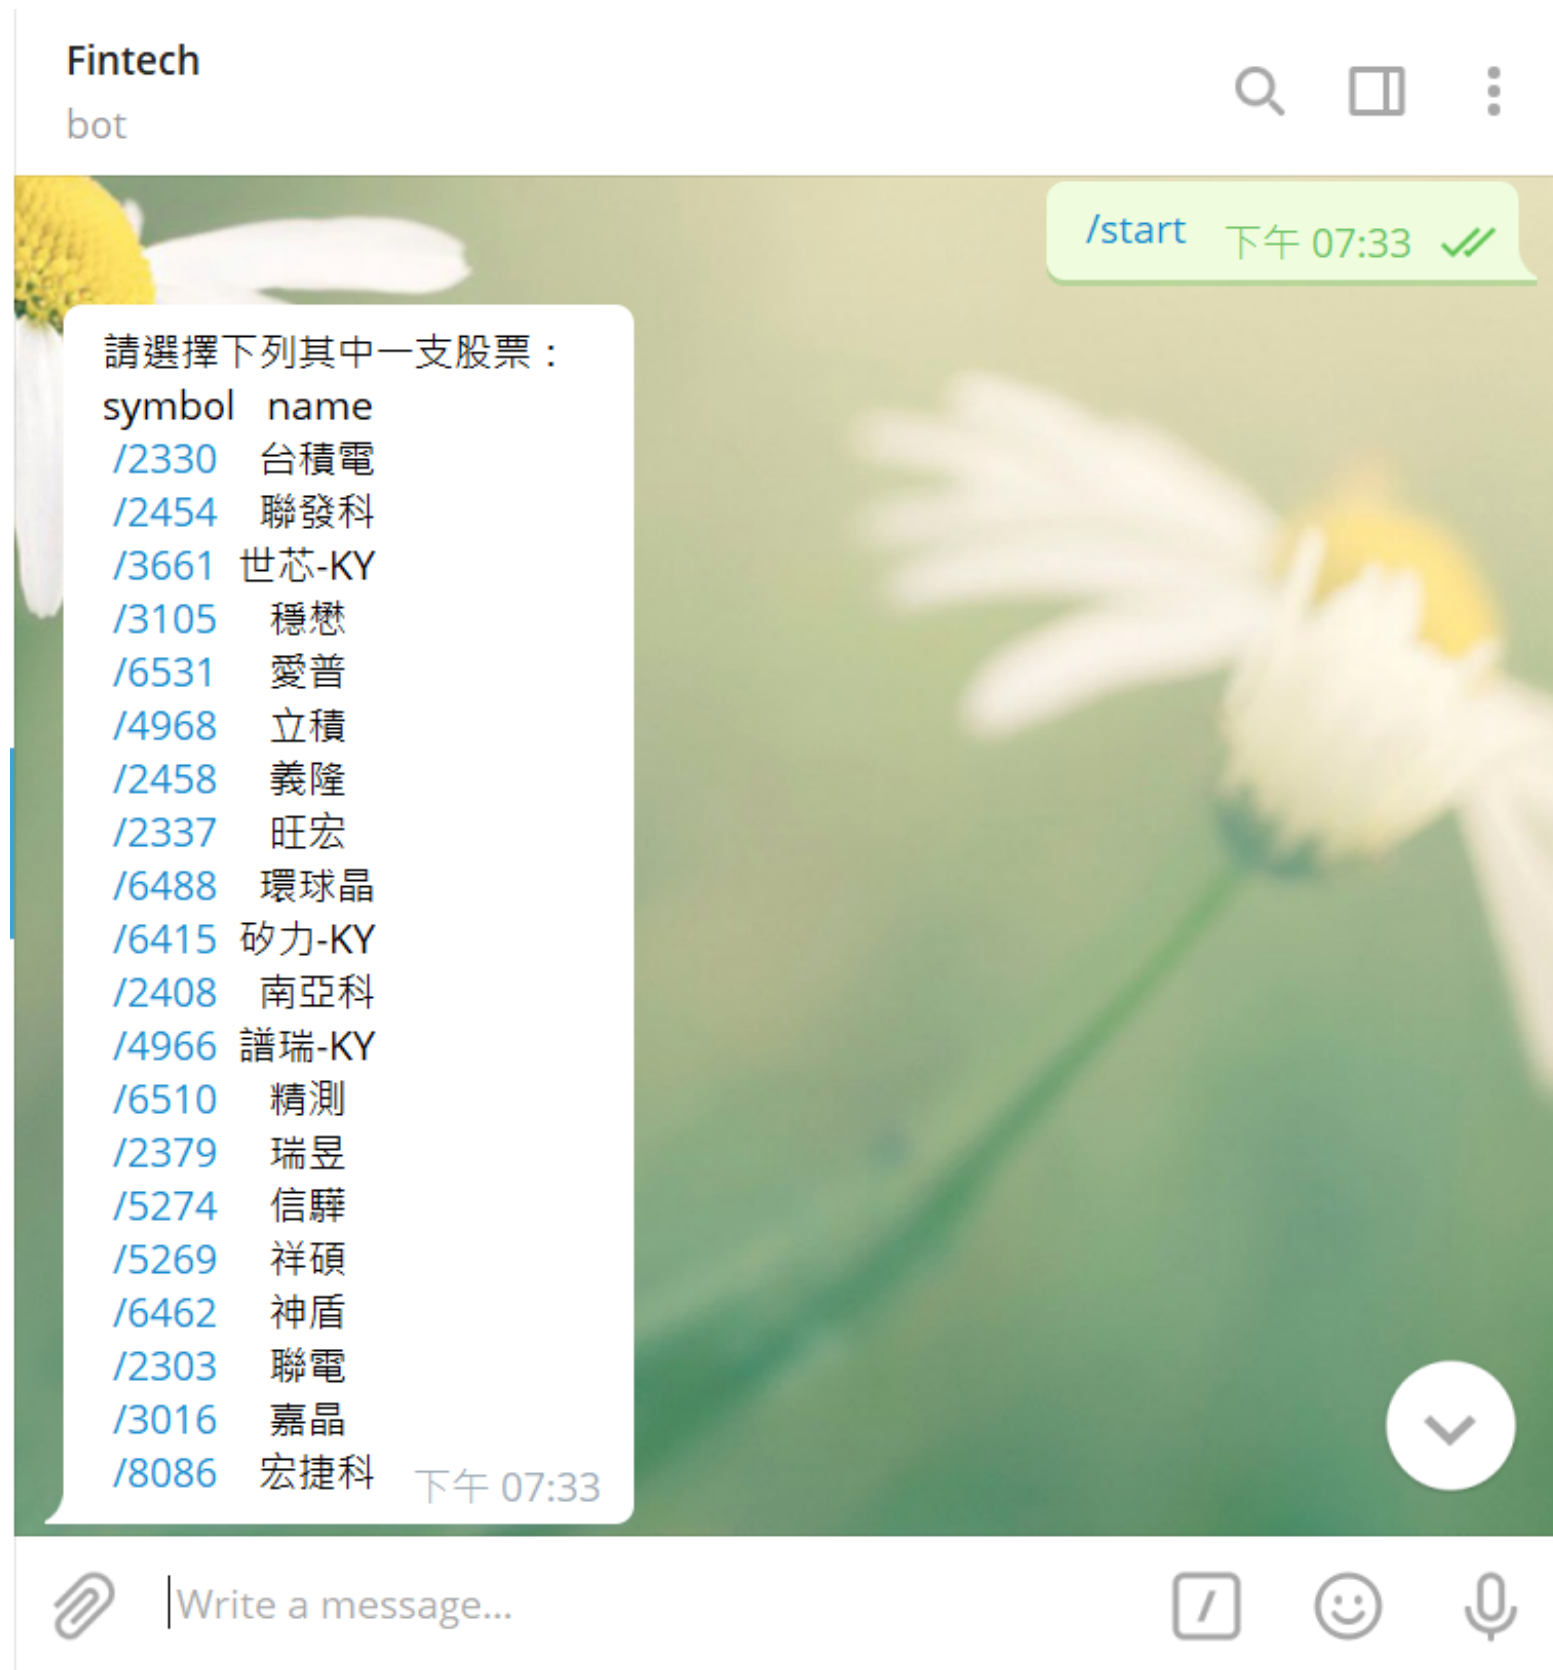 Fintech
bot
/start 下午 07:33
請選擇下列其中一支股票：
symbol name
/2330 台積電
/2454 聯發科
/3661 世芯-KY
/3105 穩懋
/6531 愛普
/4968 立積
/2458 義隆
/2337 旺宏
/6488 環球晶
/6415 矽力-KY
/2408 南亞科
/4966 譜瑞-KY
/6510 精測
/2379 瑞昱
/5274 信驊
/5269 祥碩
/6462 神盾
/2303 聯電
/3016 嘉晶
/8086 宏捷科 下午 07:33
Write a message...